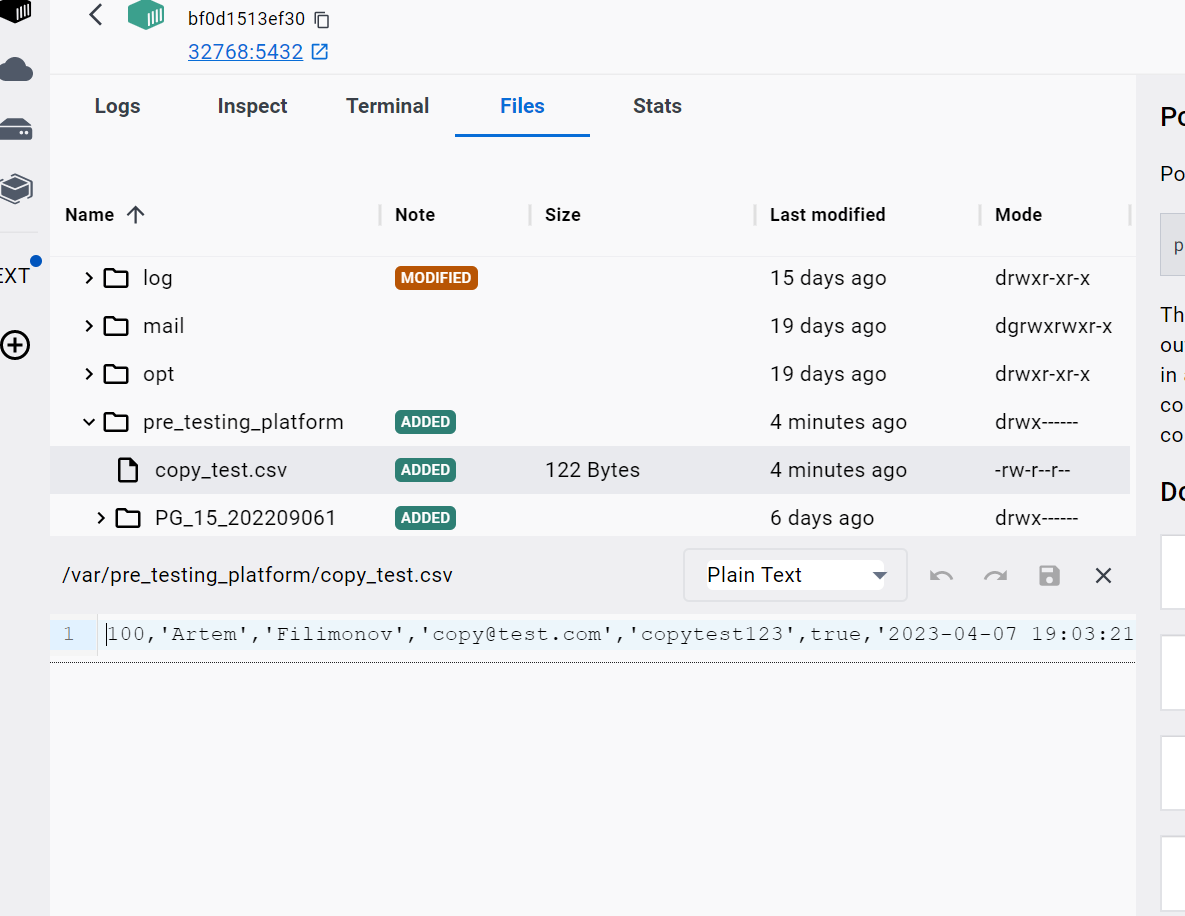 bf0d1513ef30
32768:5432
Logs Inspect Terminal Files Stats
Name Note Size Last modified Mode
log MODIFIED 15 days ago drwxr-xr-x
mail 19 days ago dgrwxrwxr-x
opt 19 days ago drwxr-xr-x
pre_testing_platform ADDED 4 minutes ago drwx------
copy_test.csv ADDED 122 Bytes 4 minutes ago -rw-r--r--
PG_15_202209061 ADDED 6 days ago drwx------
/var/pre_testing_platform/copy_test.csv Plain Text
1 100,'Artem','Filimonov','copy@test.com','copytest123',true,'2023-04-07 19:03:21
EXT
Po
Po
p
Th
ou
in
co
co
Do